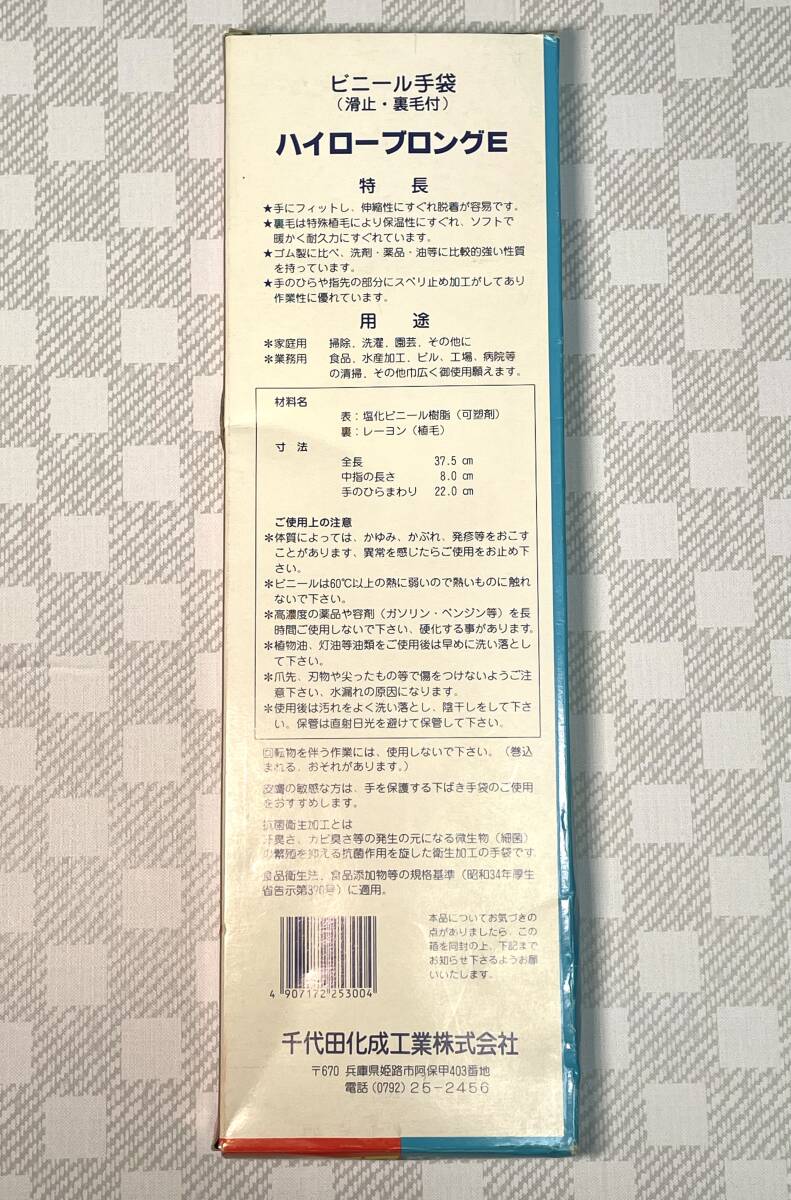 ビニール手袋
(滑止・裏毛付)
ハイローブロングE
特 長
★手にフィットし、伸縮性にすぐれ脱着が容易です。
★裏毛は特殊植毛により保温性にすぐれ、ソフトで
暖かく耐久力にすぐれています。
★ゴム製に比べ、洗剤・薬品・油等に比較的強い性質
を持っています。
★手のひらや指先の部分にスベリ止め加工がしてあり
作業性に優れています。
用 途
＊家庭用 掃除、洗濯、園芸、その他に
＊業務用 食品、水産加工、ビル、工場、病院等
の清掃、その他巾広く御使用願えます。
材料名
表：塩化ビニール樹脂(可塑剤)
裏：レーヨン(植毛)
寸 法
全長 37.5 cm
中指の長さ 8.0 cm
手のひらまわり 22.0 cm
ご使用上の注意
＊体質によっては、かゆみ、かぶれ、発疹等をおこす
ことがあります、異常を感じたらご使用をお止め下
さい。
＊ビニールは60℃以上の熱に弱いので熱いものに触れ
ないで下さい。
＊高濃度の薬品や容剤(ガソリン・ベンジン等)を長
時間ご使用しないで下さい、硬化する事があります。
＊植物油、灯油等油類をご使用後は早めに洗い落とし
て下さい。
＊爪先、刃物や尖ったもの等で傷をつけないようご注
意下さい、水漏れの原因になります。
＊使用後は汚れをよく洗い落とし、陰干しをして下さ
い。保管は直射日光を避けて保管して下さい。
回転物を伴う作業には、使用しないで下さい。(巻込
まれる、おそれがあります。)
皮膚の敏感な方は、手を保護する下ばき手袋のご使用
をおすすめします。
抗菌衛生加工とは
汗臭さ、カビ臭さ等の発生の元になる微生物(細菌)
の繁殖を抑える抗菌作用を旋した衛生加工の手袋です。
食品衛生法、食品添加物等の規格基準(昭和34年厚生
省告示第370号)に適用。
本品についてお気づきの
点がありましたら、この
箱を同封の上、下記まで
お知らせ下さるようお願
いいたします。
4 907172 253004
千代田化成工業株式会社
〒670 兵庫県姫路市阿保甲403番地
電話(0792)25-2456